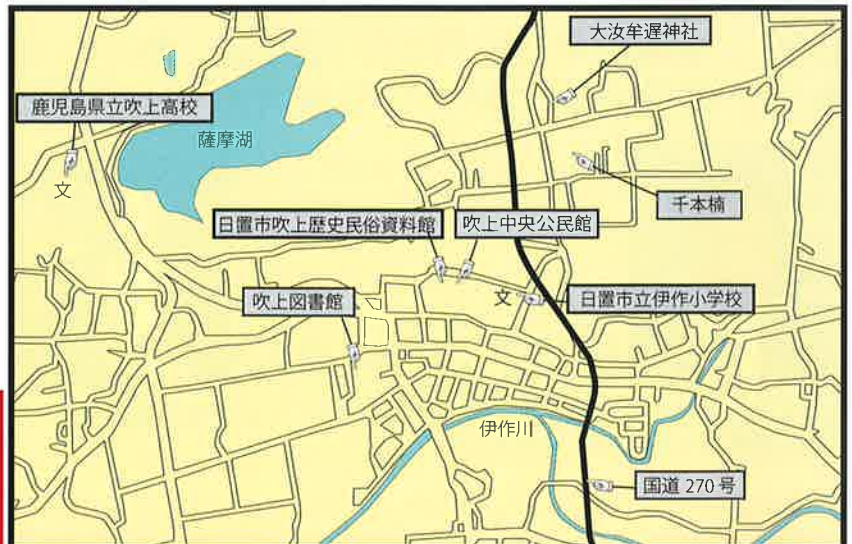 大汝牟遅神社
鹿児島県立吹上高校
薩摩湖
文
千本楠
日置市吹上歴史民俗資料館
吹上中央公民館
文
日置市立伊作小学校
吹上図書館
伊作川
国道 270 号